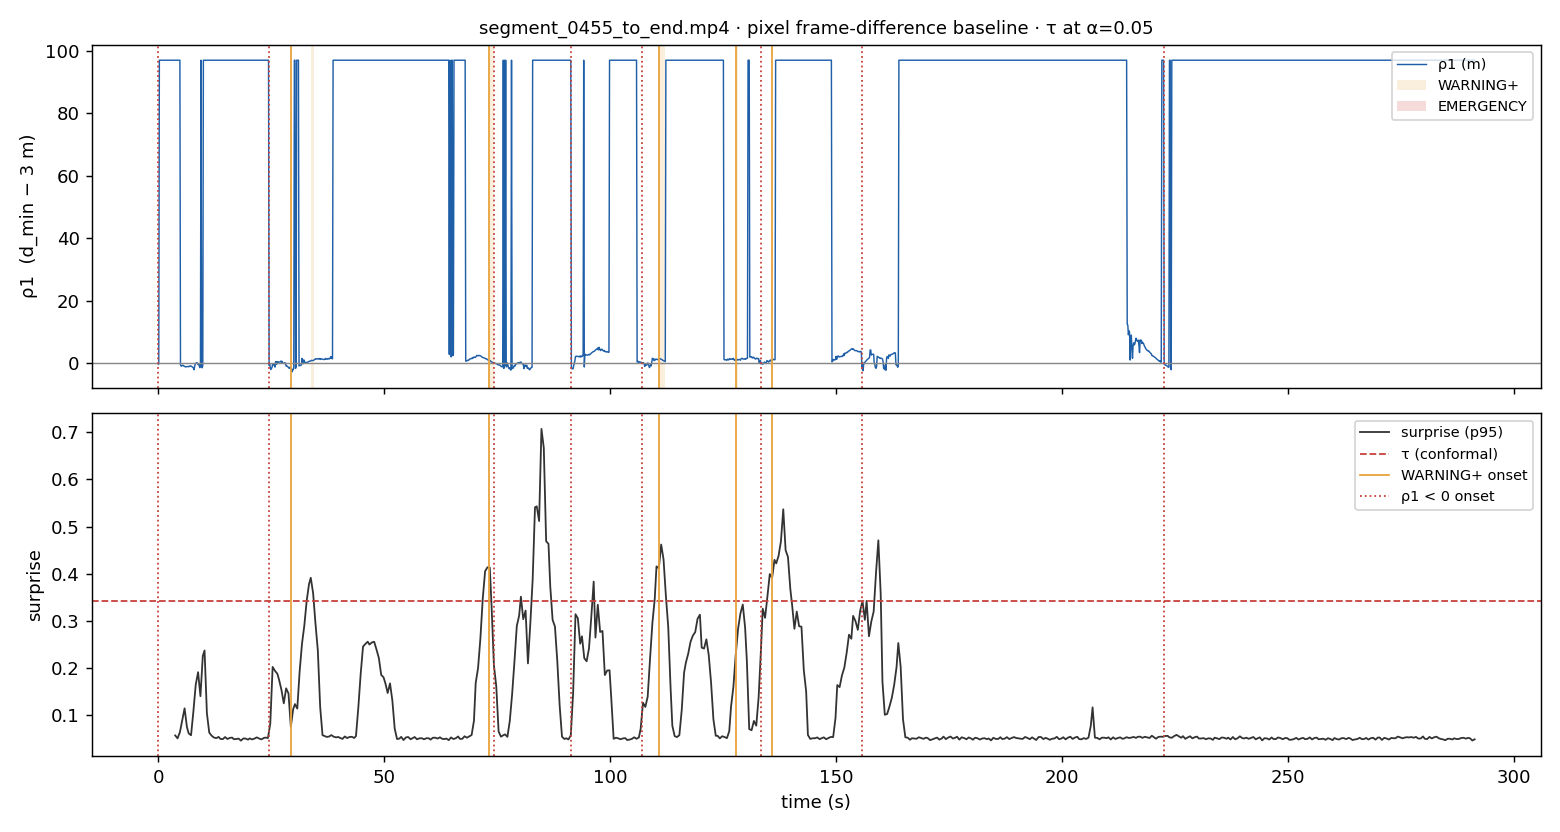 segment_0455_to_end.mp4 · pixel frame-difference baseline · τ at α=0.05
ρ1 (d_min − 3 m)
100
80
60
40
20
0
ρ1 (m)
WARNING+
EMERGENCY
surprise
0.7
0.6
0.5
0.4
0.3
0.2
0.1
surprise (p95)
τ (conformal)
WARNING+ onset
ρ1 < 0 onset
0 50 100 150 200 250 300
time (s)